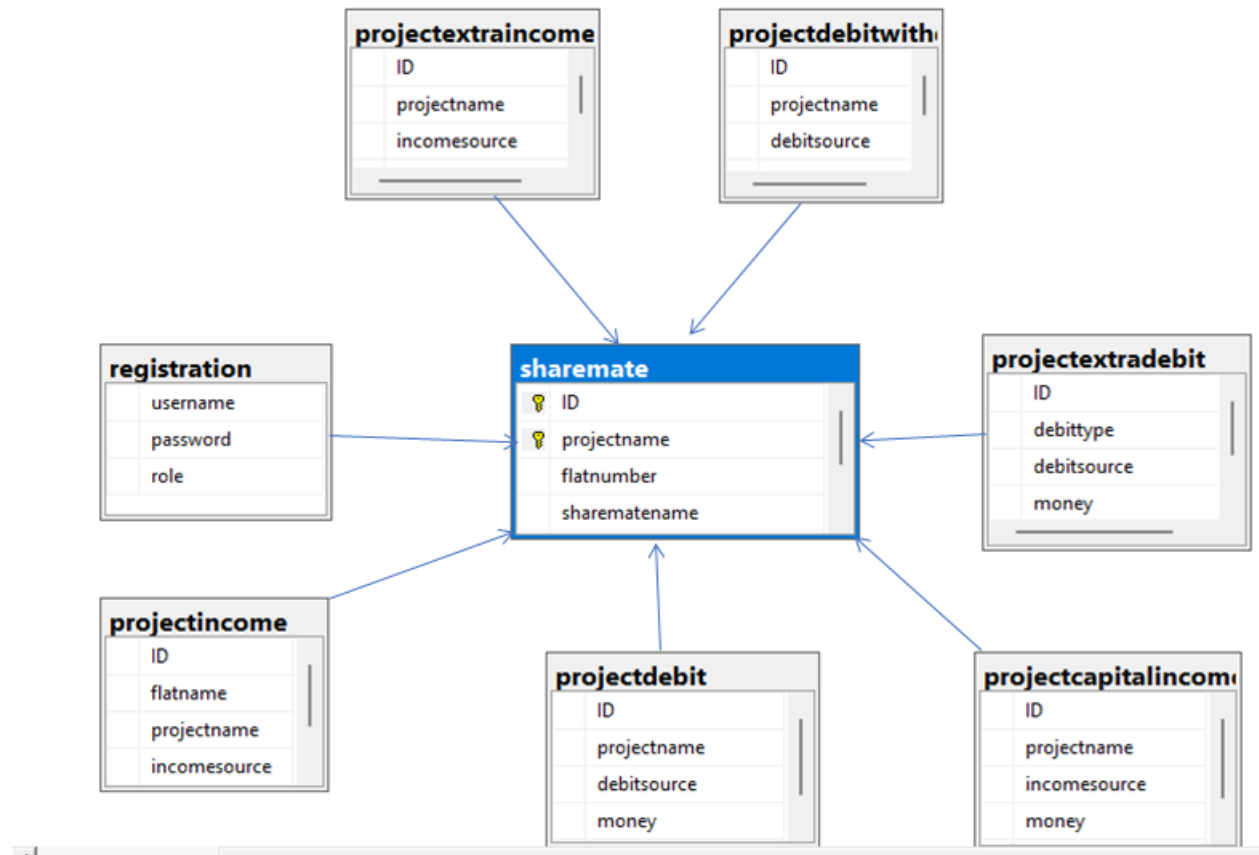 projectextraincome
ID
projectname
incomesource
ID
projectname
debitsource
registration
username
password
role
sharemate
ID
projectname
flatnumber
sharematename
projectextradebit
ID
debittype
debitsource
money
projectincome
ID
flatname
projectname
incomesource
projectdebit
ID
projectname
debitsource
money
ID
projectname
incomesource
money